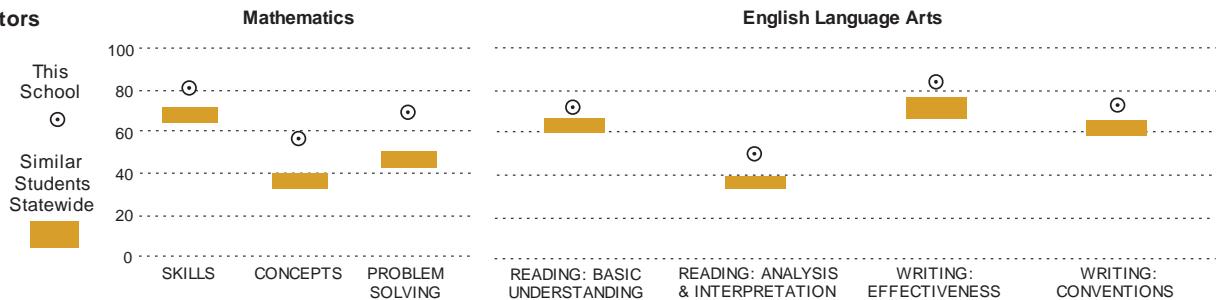 tors
Mathematics
English Language Arts
This
School
Similar
Students
Statewide
100
80
60
40
20
0
SKILLS
CONCEPTS
PROBLEM
SOLVING
READING: BASIC
UNDERSTANDING
READING: ANALYSIS
& INTERPRETATION
WRITING:
EFFECTIVENESS
WRITING:
CONVENTIONS